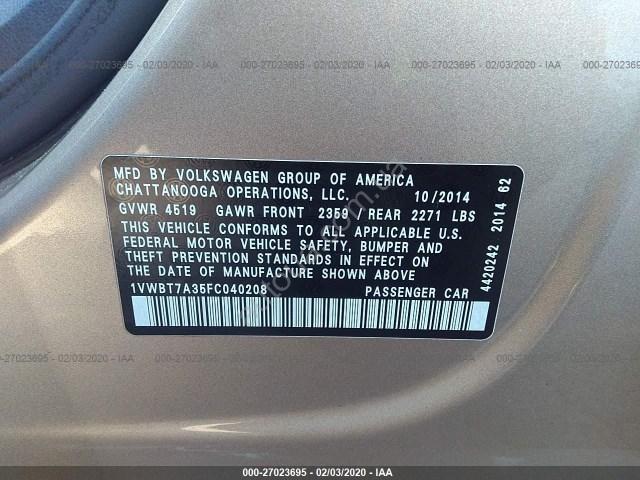 000-27023695 - 02/03/2020 - IAA
MFD BY VOLKSWAGEN GROUP OF AMERICA
CHATTANOOGA OPERATIONS, LLC. 10/2014
GVWR 4519 GAWR FRONT 2359 / REAR 2271 LBS
THIS VEHICLE CONFORMS TO ALL APPLICABLE U.S.
FEDERAL MOTOR VEHICLE SAFETY, BUMPER AND
THEFT PREVENTION STANDARDS IN EFFECT ON
THE DATE OF MANUFACTURE SHOWN ABOVE
1VWBT7A35FC040208 PASSENGER CAR
4420242 2014 62
000-27023695 - 02/03/2020 - IAA
000-27023695 - 02/03/2020 - IAA